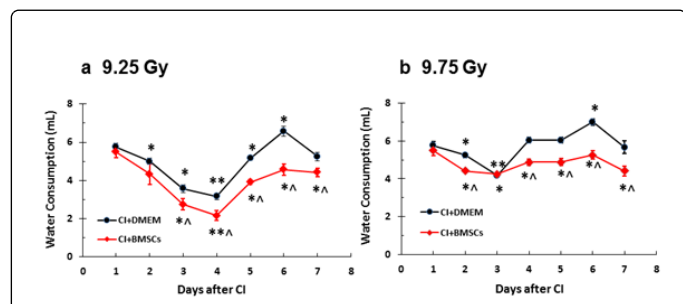 a 9.25 Gy
8
6
4
2
0
Water Consumption (mL)
* * ** * *
*^ **^ *^ *^ *^
CI+DMEM
CI+BMSCs
0 1 2 3 4 5 6 7 8
Days after CI
b 9.75 Gy
8
6
4
2
0
Water Consumption (mL)
* ** *
*^ * *^ *^ *^ *^
CI+DMEM
CI+BMSCs
0 1 2 3 4 5 6 7 8
Days after CI